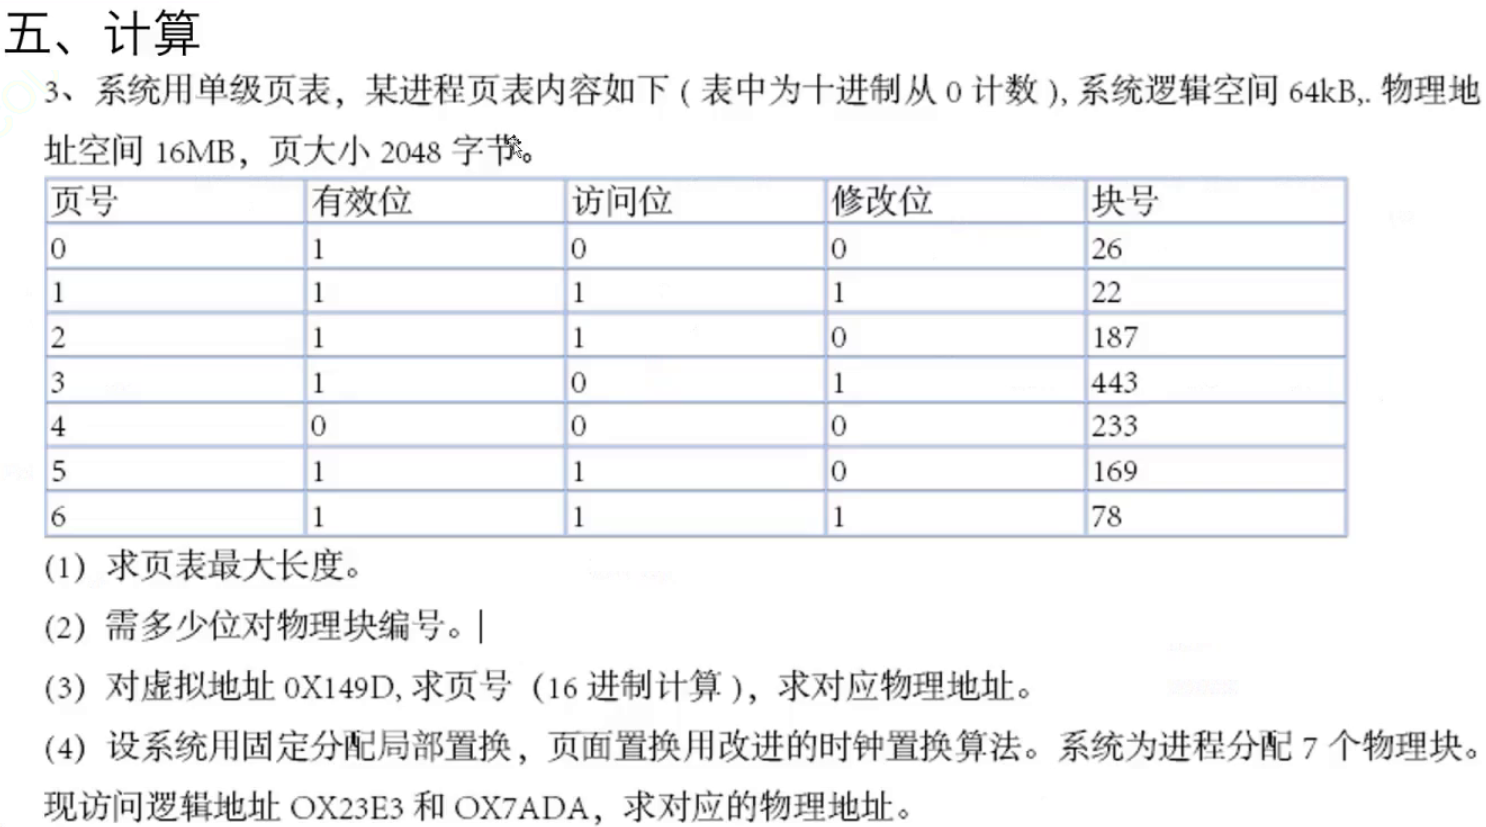 五、计算
3、系统用单级页表，某进程页表内容如下（表中为十进制从 0 计数），系统逻辑空间 64kB,. 物理地
址空间 16MB，页大小 2048 字节。
页号 有效位 访问位 修改位 块号
0 1 0 0 26
1 1 1 1 22
2 1 1 0 187
3 1 0 1 443
4 0 0 0 233
5 1 1 0 169
6 1 1 1 78
(1) 求页表最大长度。
(2) 需多少位对物理块编号。
(3) 对虚拟地址 0X149D, 求页号（16 进制计算），求对应物理地址。
(4) 设系统用固定分配局部置换，页面置换用改进的时钟置换算法。系统为进程分配 7 个物理块。
现访问逻辑地址 OX23E3 和 OX7ADA，求对应的物理地址。